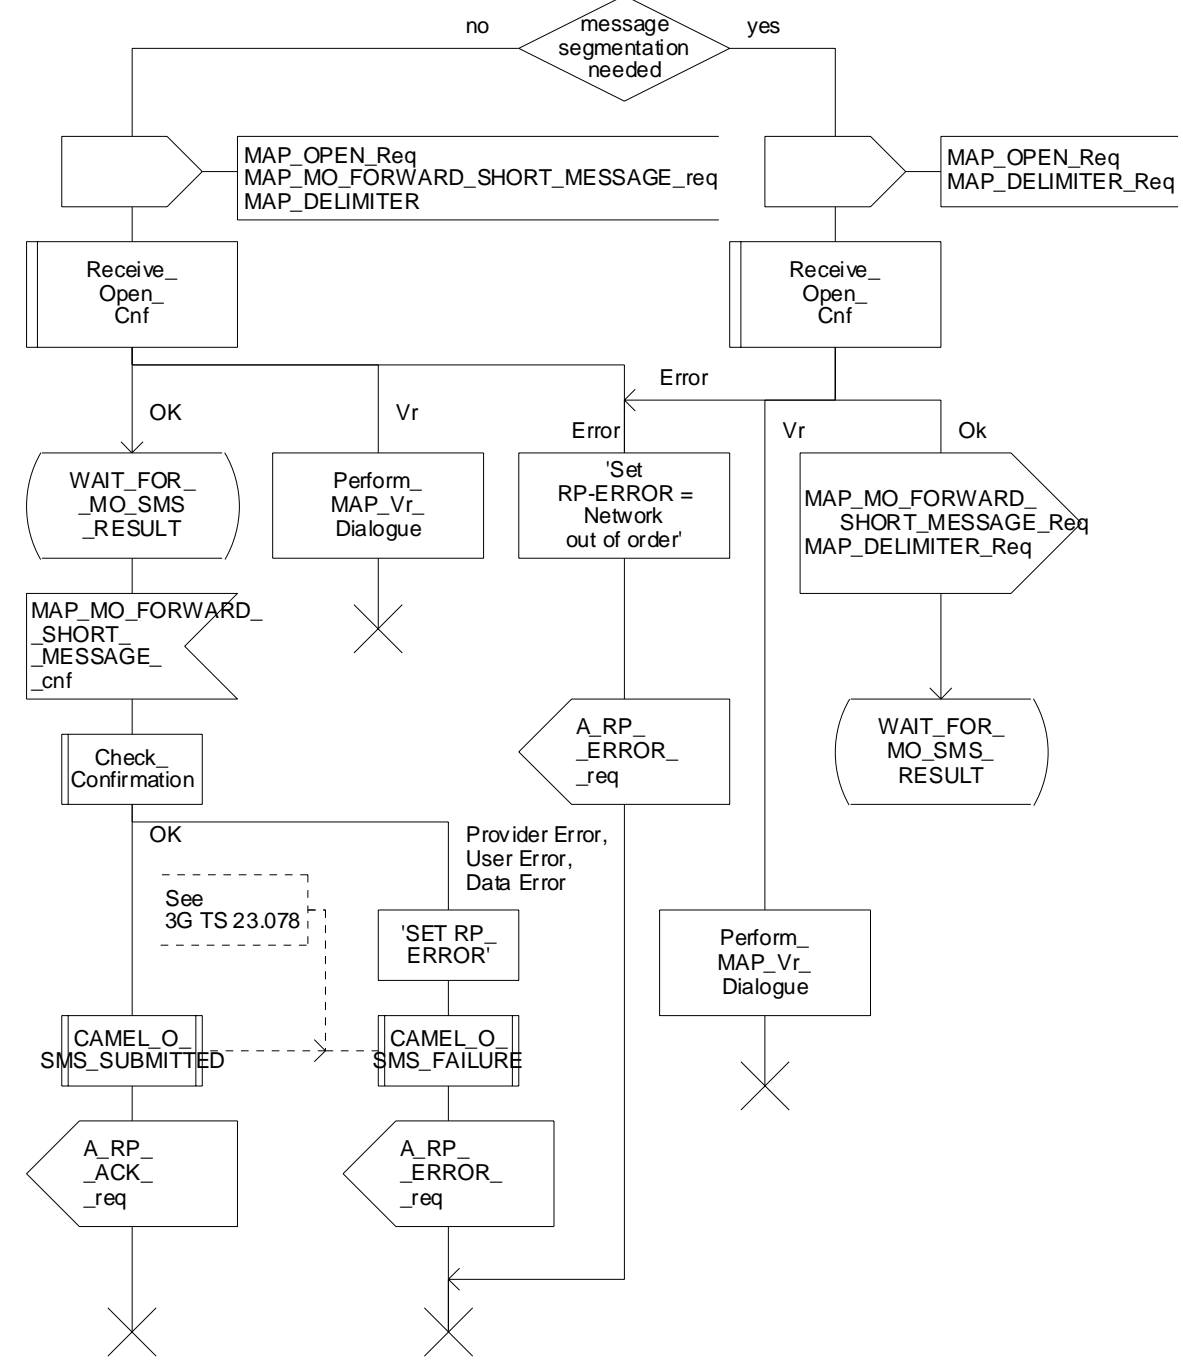 no
message
segmentation
needed
yes
MAP_OPEN_Req
MAP_MO_FORWARD_SHORT_MESSAGE_req
MAP_DELIMITER
MAP_OPEN_Req
MAP_DELIMITER_Req
Receive_
Open_
Cnf
Receive_
Open_
Cnf
Error
OK
Vr
Error
Vr
Ok
WAIT_FOR_
_MO_SMS
_RESULT
Perform_
MAP_Vr_
Dialogue
'Set
RP-ERROR =
Network
out of order'
MAP_MO_FORWARD_
SHORT_MESSAGE_Req
MAP_DELIMITER_Req
MAP_MO_FORWARD_
_SHORT_
_MESSAGE_
_cnf
A_RP_
_ERROR_
_req
WAIT_FOR_
MO_SMS_
RESULT
Check_
Confirmation
OK
Provider Error,
User Error,
Data Error
See
3G TS 23.078
'SET RP_
ERROR'
Perform_
MAP_Vr_
Dialogue
CAMEL_O_
SMS_SUBMITTED
CAMEL_O_
SMS_FAILURE
A_RP_
_ACK_
_req
A_RP_
_ERROR_
_req